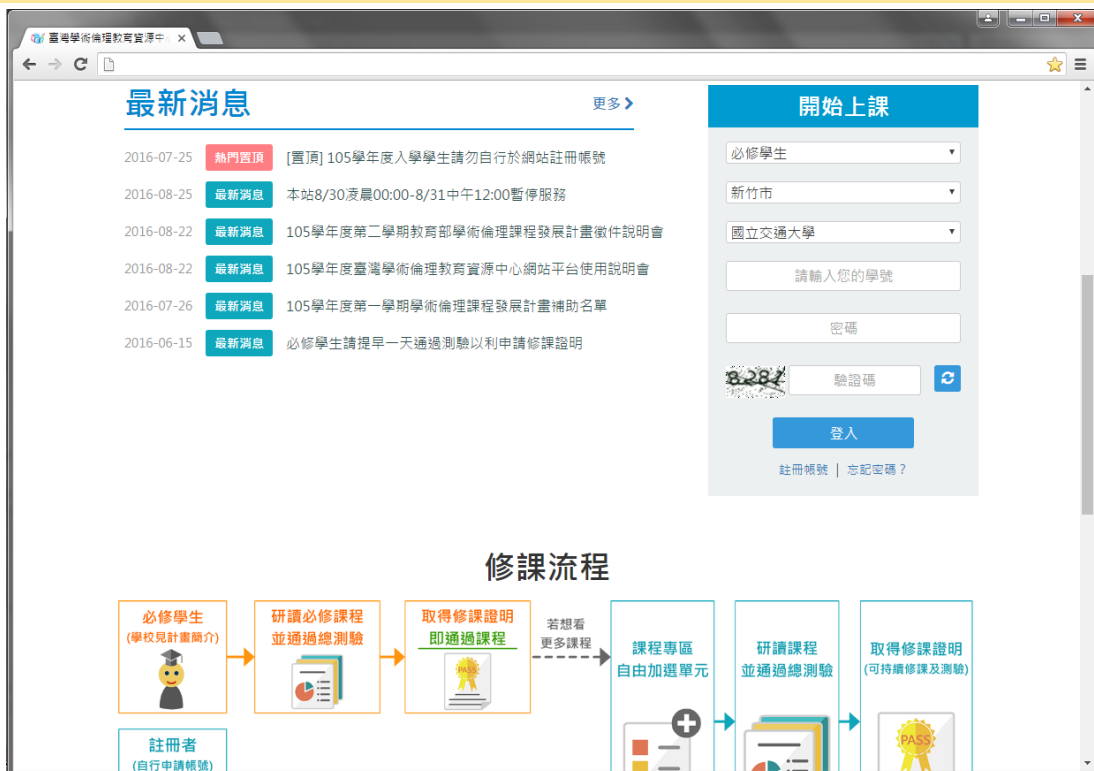 臺灣學術倫理教育資源中
最新消息
更多
2016-07-25 熱門置頂 [置頂] 105學年度入學學生請勿自行於網站註冊帳號
2016-08-25 最新消息 本站8/30凌晨00:00-8/31中午12:00暫停服務
2016-08-22 最新消息 105學年度第二學期教育部學術倫理課程發展計畫徵件說明會
2016-08-22 最新消息 105學年度臺灣學術倫理教育資源中心網站平台使用說明會
2016-07-26 最新消息 105學年度第一學期學術倫理課程發展計畫補助名單
2016-06-15 最新消息 必修學生請提早一天通過測驗以利申請修課證明
開始上課
必修學生
新竹市
國立交通大學
請輸入您的學號
密碼
8281
驗證碼
登入
註冊帳號 | 忘記密碼？
修課流程
必修學生
(學校見計畫簡介)
研讀必修課程
並通過總測驗
取得修課證明
即通過課程
PASS
若想看
更多課程
課程專區
自由加選單元
研讀課程
並通過總測驗
取得修課證明
(可持續修課及測驗)
PASS
註冊者
(自行申請帳號)